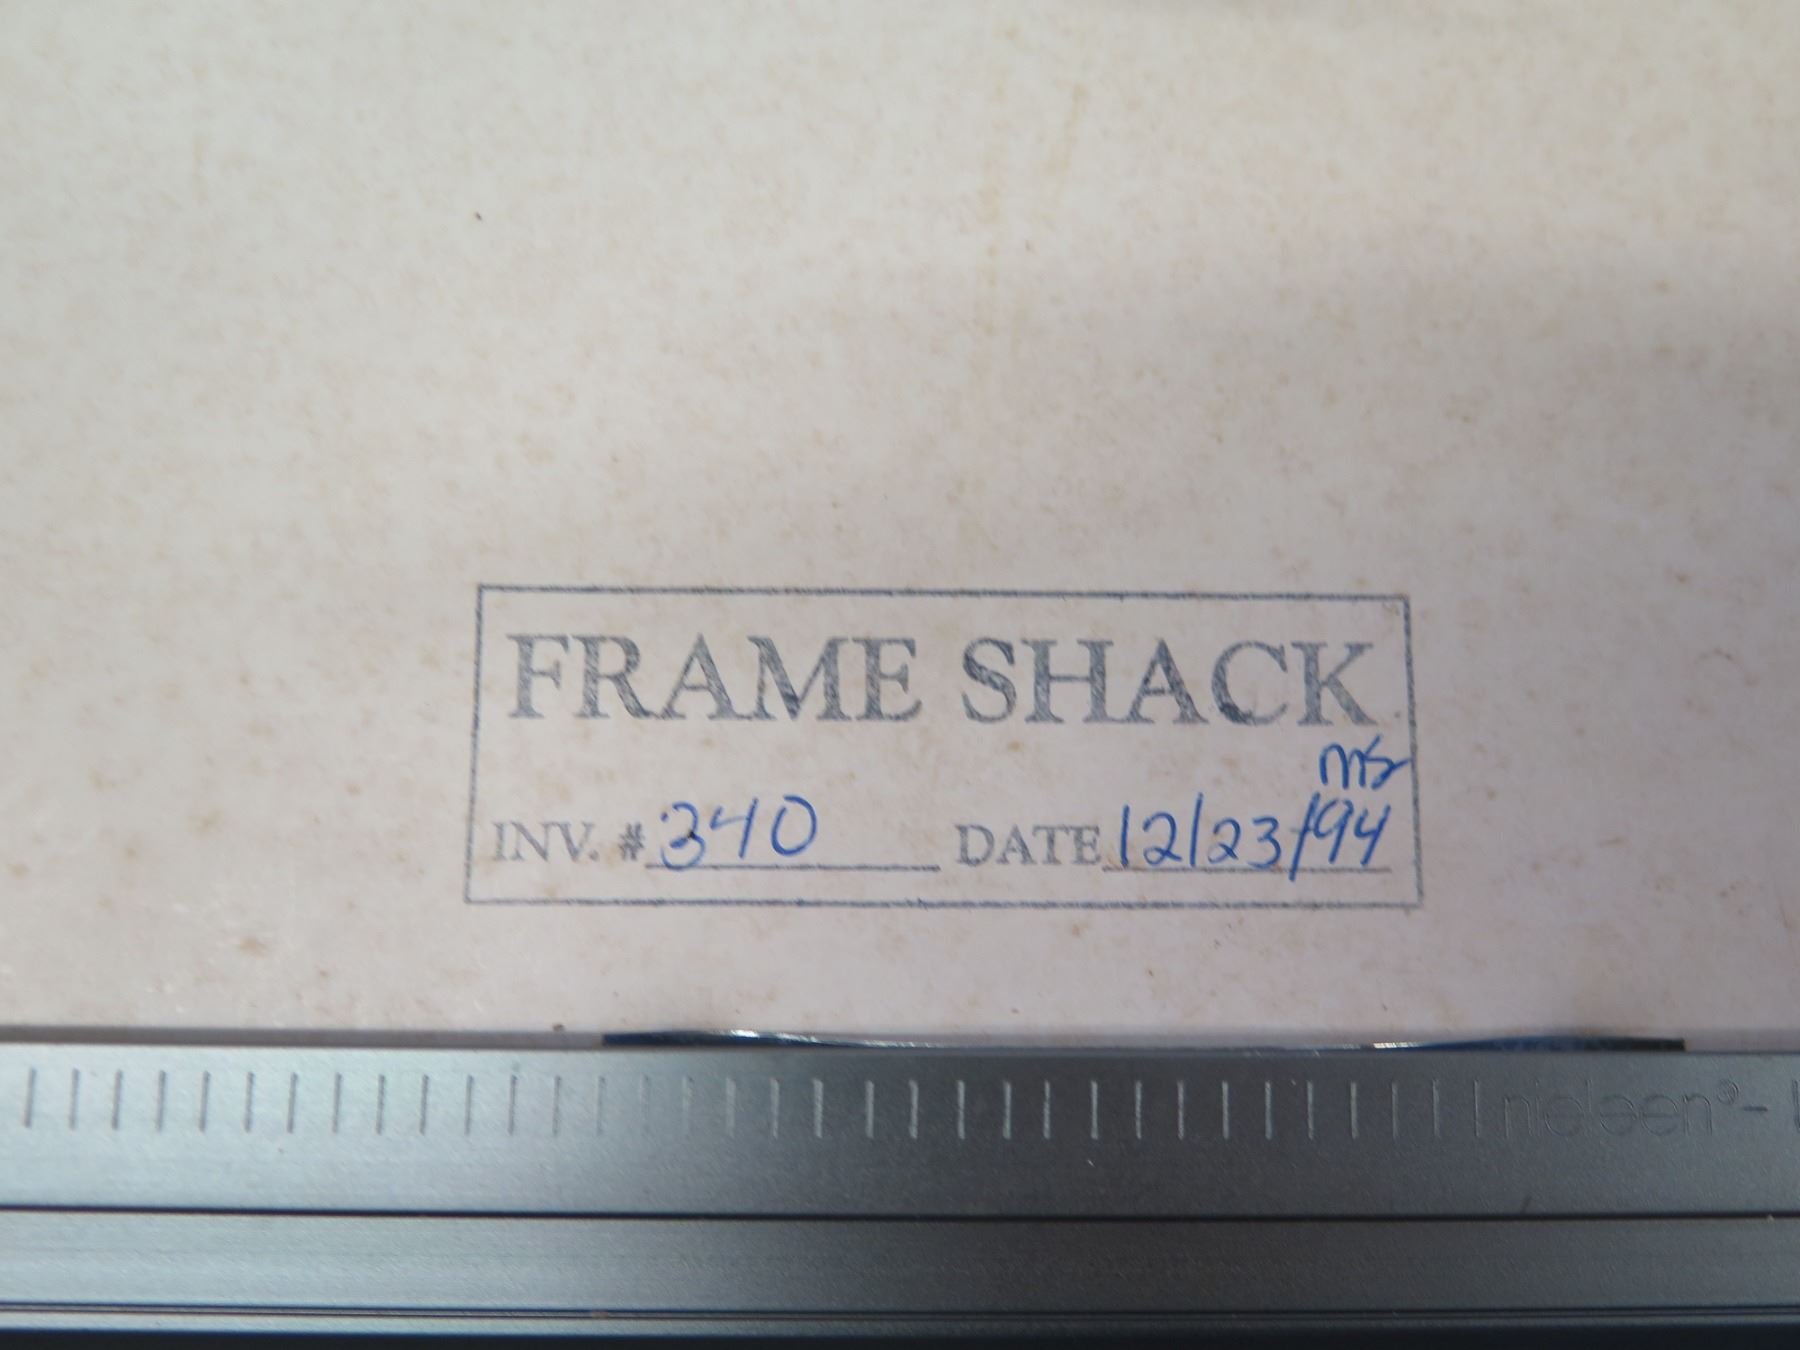 FRAME SHACK
ms
INV. # 340 DATE 12/23/94
nielsen®-